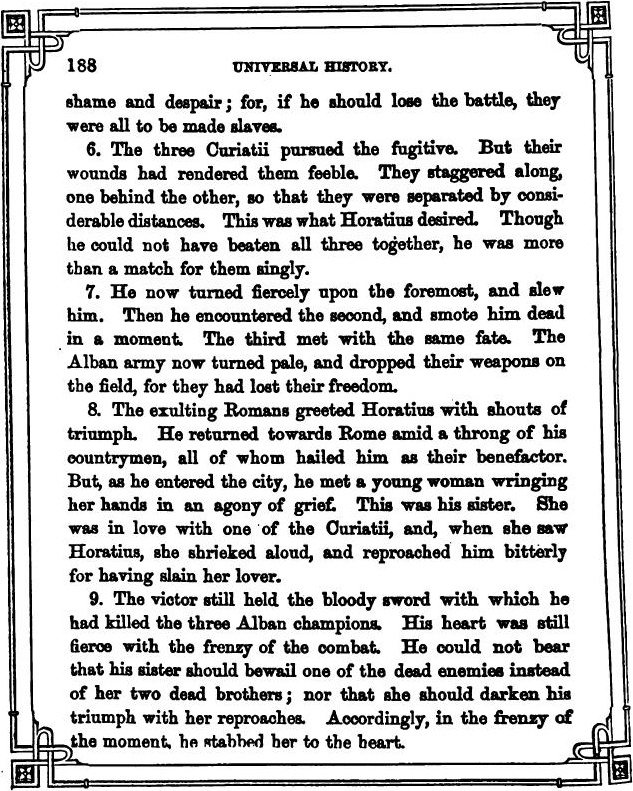 188 UNIVERSAL HISTORY.
shame and despair; for, if he should lose the battle, they
were all to be made slaves.
6. The three Curiatii pursued the fugitive. But their
wounds had rendered them feeble. They staggered along,
one behind the other, so that they were separated by consi-
derable distances. This was what Horatius desired. Though
he could not have beaten all three together, he was more
than a match for them singly.
7. He now turned fiercely upon the foremost, and slew
him. Then he encountered the second, and smote him dead
in a moment. The third met with the same fate. The
Alban army now turned pale, and dropped their weapons on
the field, for they had lost their freedom.
8. The exulting Romans greeted Horatius with shouts of
triumph. He returned towards Rome amid a throng of his
countrymen, all of whom hailed him as their benefactor.
But, as he entered the city, he met a young woman wringing
her hands in an agony of grief. This was his sister. She
was in love with one of the Curiatii, and, when she saw
Horatius, she shrieked aloud, and reproached him bitterly
for having slain her lover.
9. The victor still held the bloody sword with which he
had killed the three Alban champions. His heart was still
fierce with the frenzy of the combat. He could not bear
that his sister should bewail one of the dead enemies instead
of her two dead brothers; nor that she should darken his
triumph with her reproaches. Accordingly, in the frenzy of
the moment, he stabbed her to the heart.